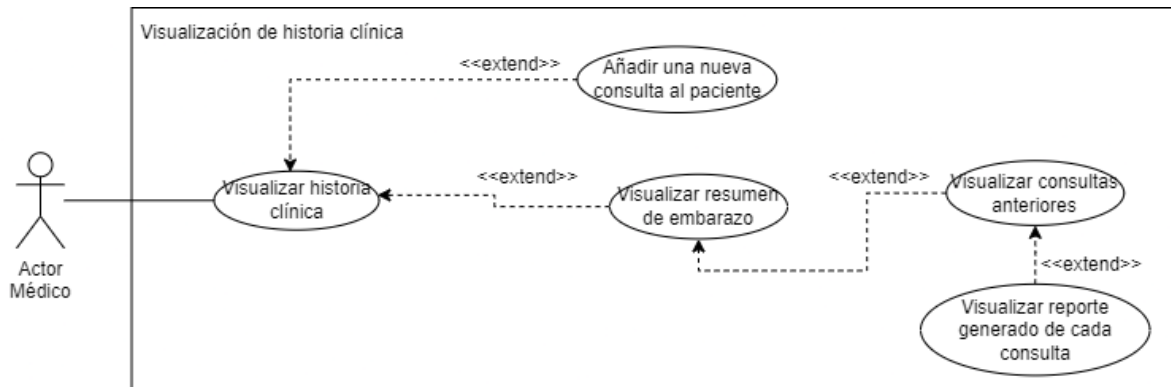 Visualización de historia clínica
<<extend>>
Añadir una nueva
consulta al paciente
Actor
Médico
Visualizar historia
clínica
<<extend>>
Visualizar resumen
de embarazo
<<extend>>
Visualizar consultas
anteriores
<<extend>>
Visualizar reporte
generado de cada
consulta